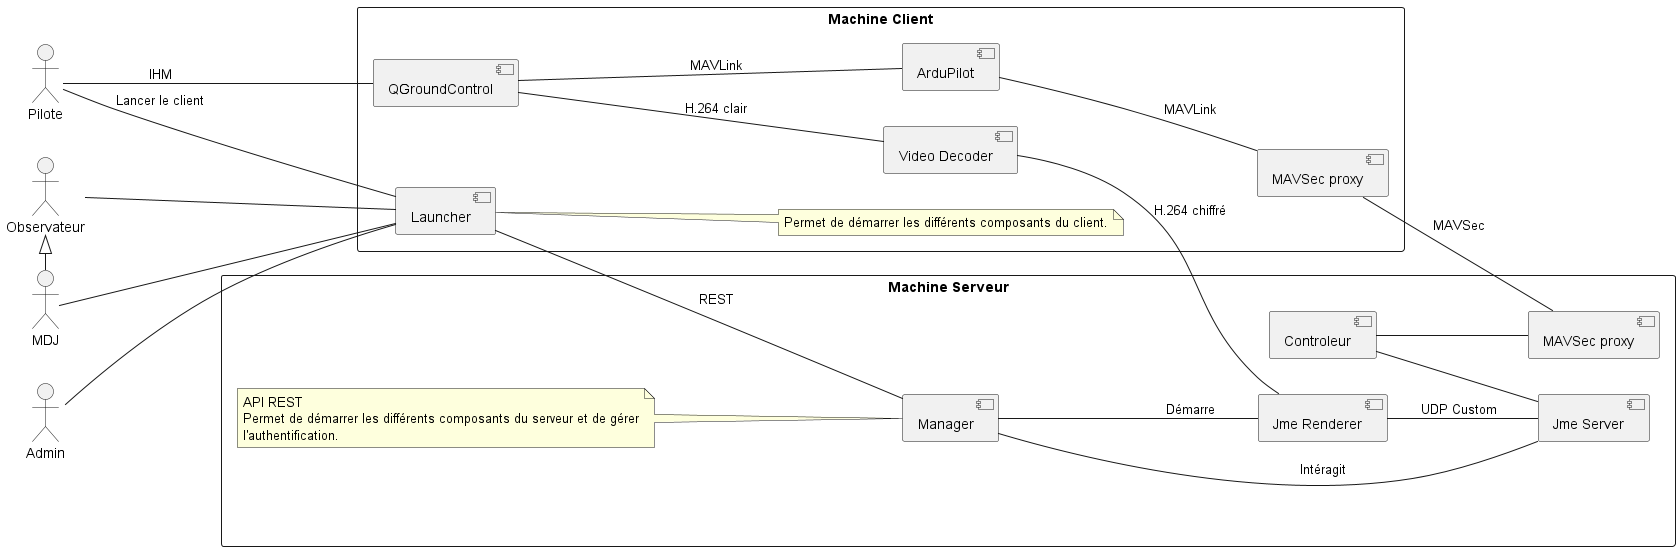 Machine Client
Pilote
IHM
Lancer le client
QGroundControl
MAVLink
H.264 clair
ArduPilot
Video Decoder
MAVLink
MAVSec proxy
Observateur
Launcher
Permet de démarrer les différents composants du client.
H.264 chiffré
MAVSec
MDJ
Machine Serveur
REST
Controleur
MAVSec proxy
Admin
API REST
Permet de démarrer les différents composants du serveur et de gérer
l'authentification.
Manager
Démarre
Jme Renderer
UDP Custom
Jme Server
Intéragit